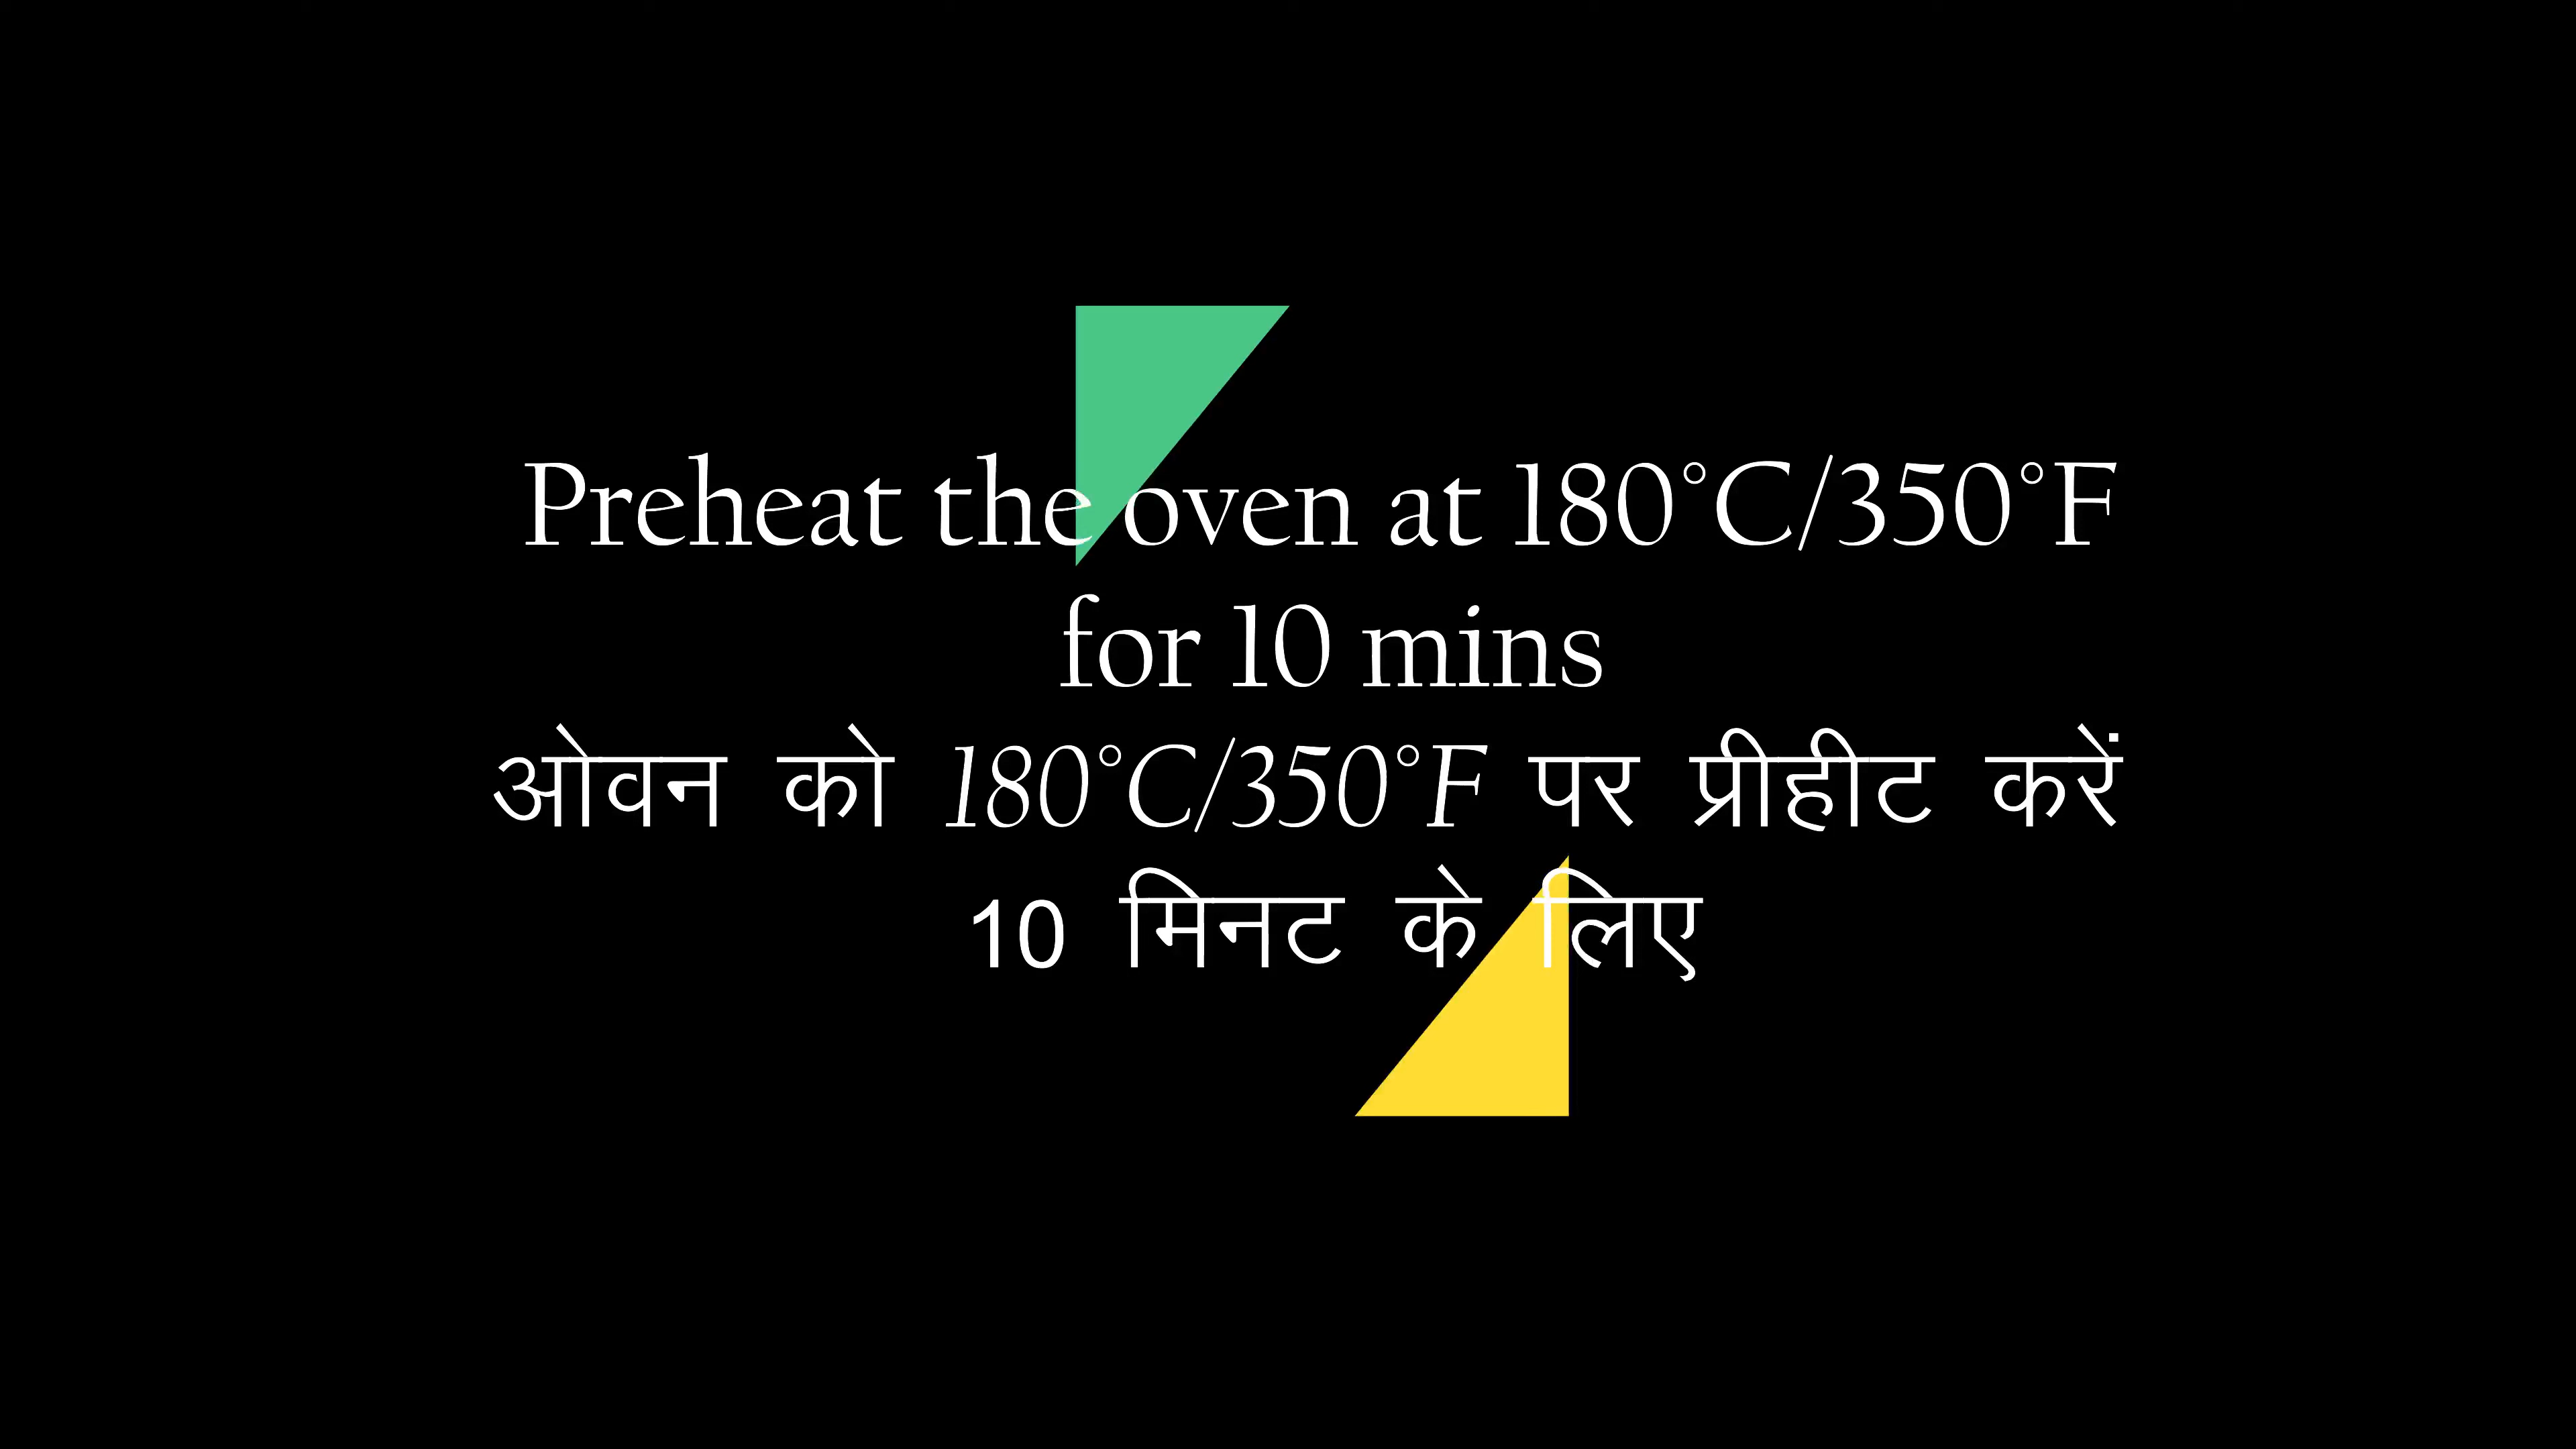 Preheat the oven at 180°C/350°F
for 10 mins
ओवन को 180°C/350°F पर प्रीहीट करें
10 मिनट के लिए